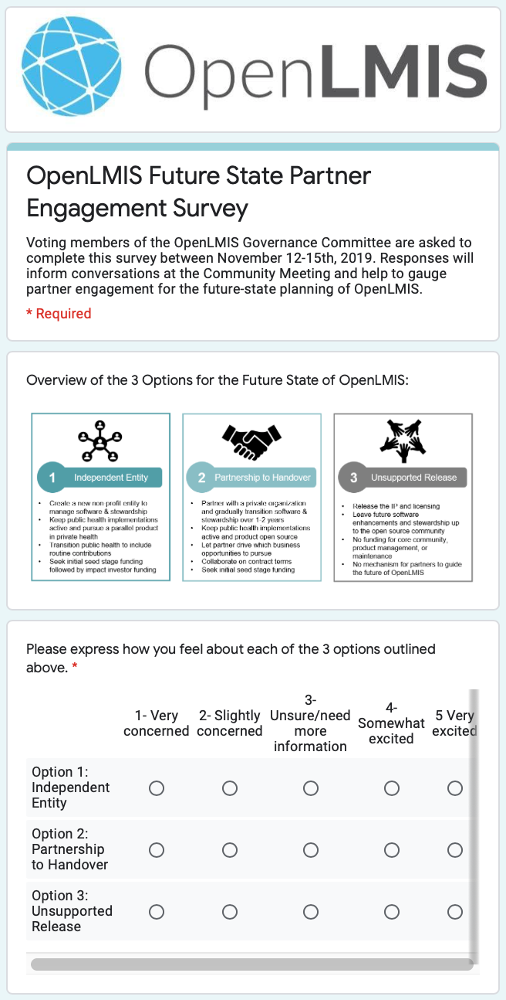 OpenLMIS
OpenLMIS Future State Partner
Engagement Survey
Voting members of the OpenLMIS Governance Committee are asked to
complete this survey between November 12-15th, 2019. Responses will
inform conversations at the Community Meeting and help to gauge
partner engagement for the future-state planning of OpenLMIS.
* Required
Overview of the 3 Options for the Future State of OpenLMIS:
1 Independent Entity
• Create a new non profit entity to
manage software & stewardship
• Keep public health implementations
active and pursue a parallel product
in private health
• Transition public health to include
routine contributions
• Seek initial seed stage funding
followed by impact investor funding
2 Partnership to Handover
• Partner with a private organization
and gradually transition software &
stewardship over 1-2 years
• Keep public health implementations
active and product open source
• Let partner drive which business
opportunities to pursue
• Collaborate on contract terms
• Seek initial seed stage funding
3 Unsupported Release
• Release the IP and licensing
• Leave future software
enhancements and stewardship up
to the open source community
• No funding for core community,
product management, or
maintenance
• No mechanism for partners to guide
the future of OpenLMIS
Please express how you feel about each of the 3 options outlined
above. *
1- Very
concerned
2- Slightly
concerned
3-
Unsure/need
more
information
4-
Somewhat
excited
5 Very
excited
Option 1:
Independent
Entity
Option 2:
Partnership
to Handover
Option 3:
Unsupported
Release